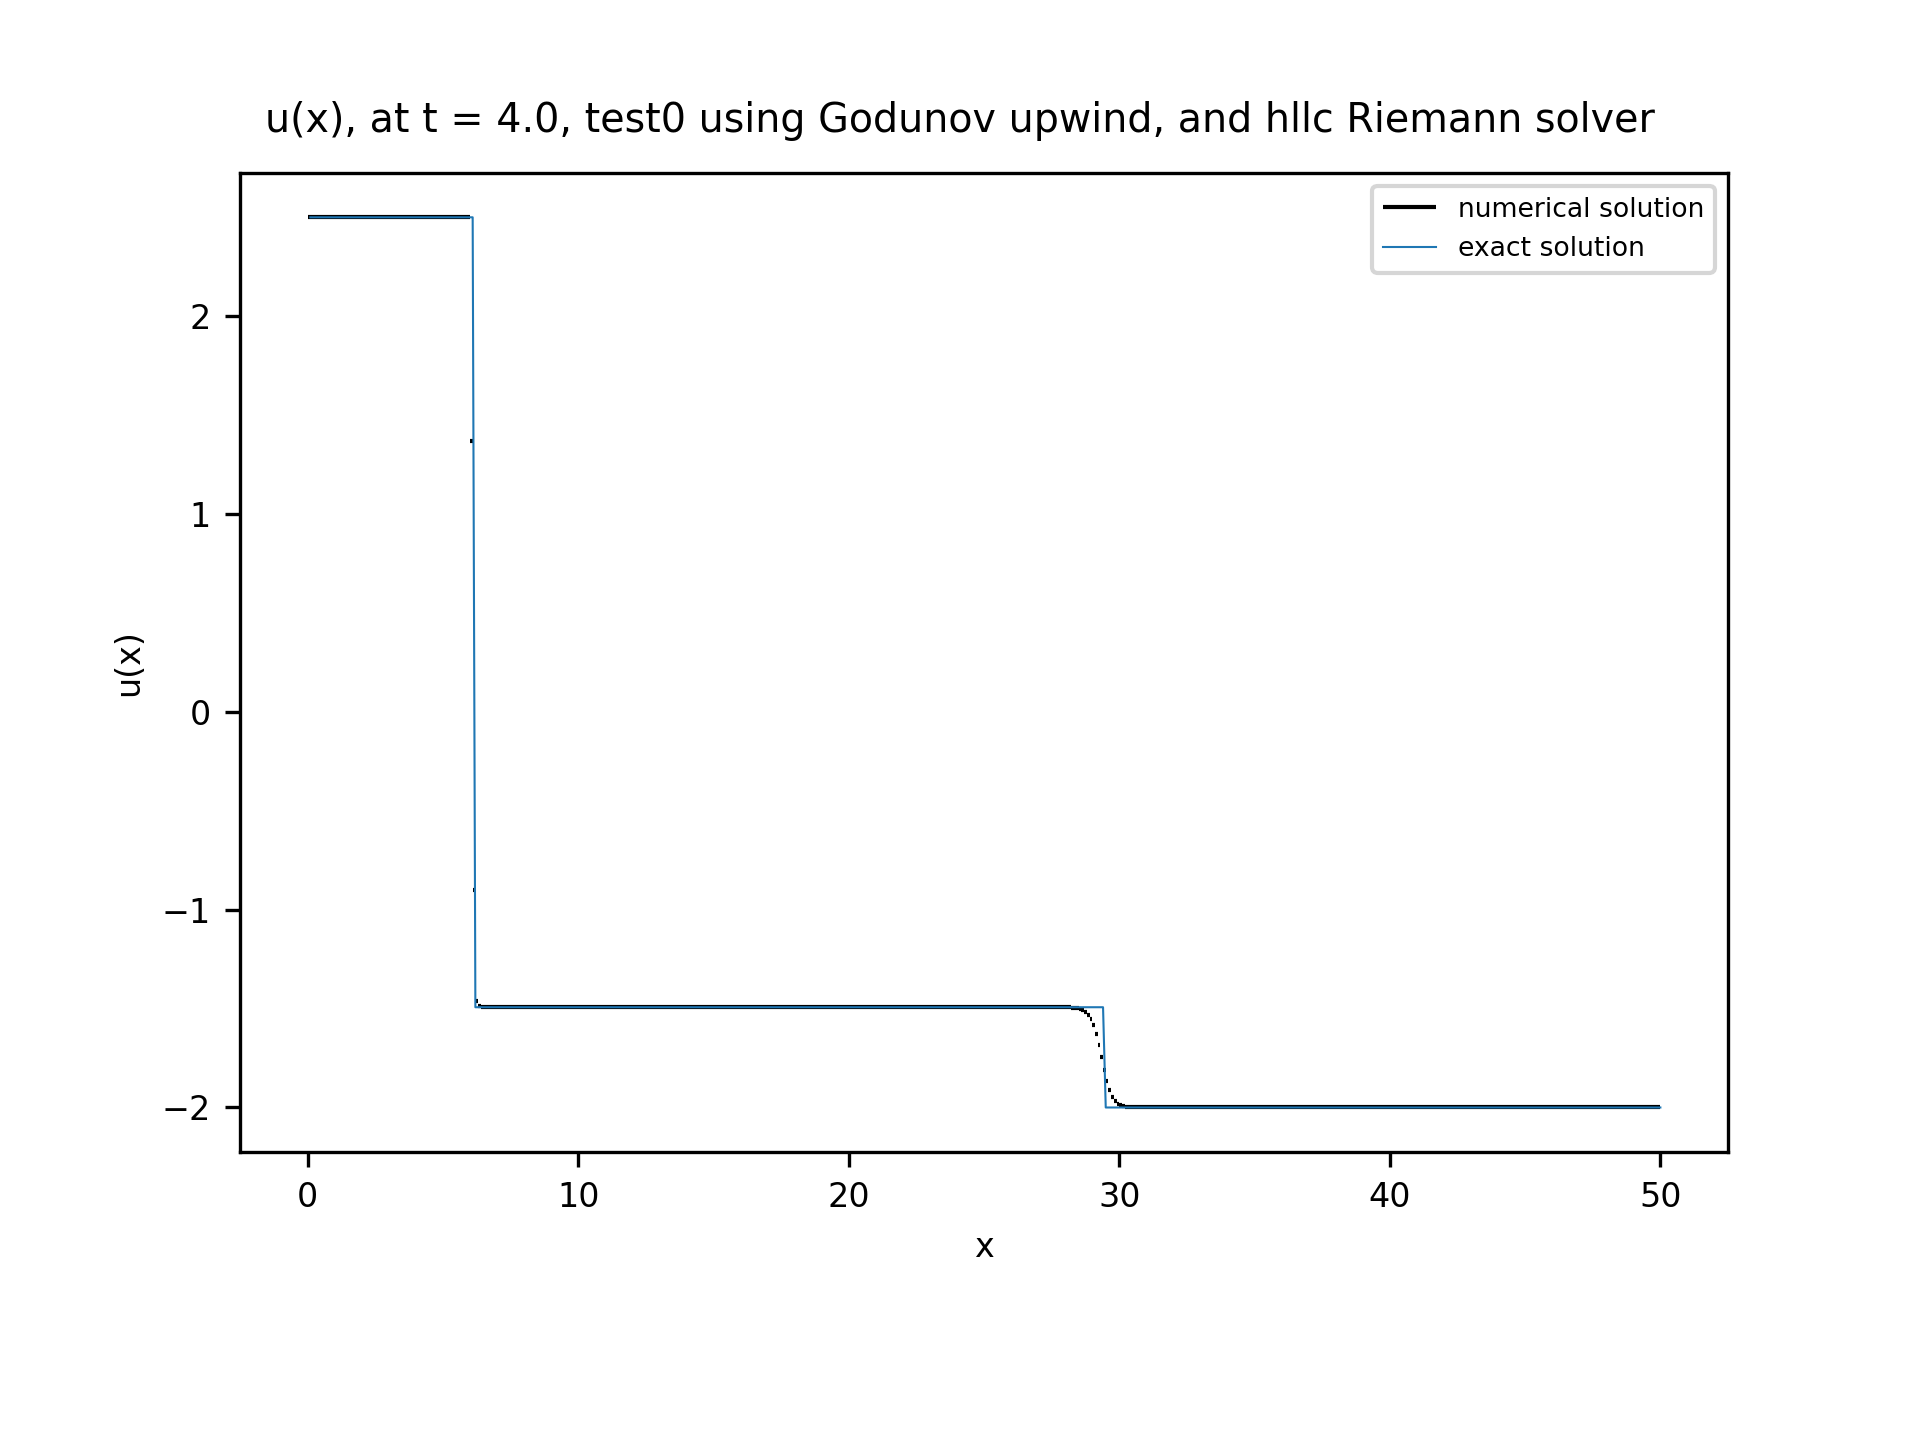 u(x), at t = 4.0, test0 using Godunov upwind, and hllc Riemann solver
numerical solution
exact solution
2
1
0
−1
−2
u(x)
0 10 20 30 40 50
x